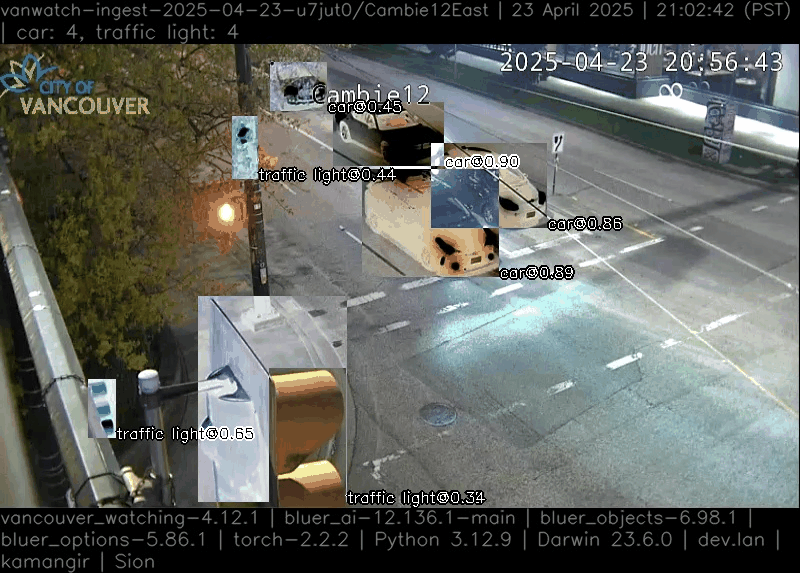 vanwatch-ingest-2025-04-23-u7jut0/Cambie12East | 23 April 2025 | 21:02:42 (PST)
| car: 4, traffic light: 4
2025-04-23 20:56:43
CITY OF
VANCOUVER
Cambie12
car@0.45
car@0.90
traffic light@0.44
car@0.86
car@0.89
traffic light@0.65
traffic light@0.34
vancouver_watching-4.12.1 | bluer_ai-12.136.1-main | bluer_objects-6.98.1 |
bluer_options-5.86.1 | torch-2.2.2 | Python 3.12.9 | Darwin 23.6.0 | dev.lan |
kamangir | Sion